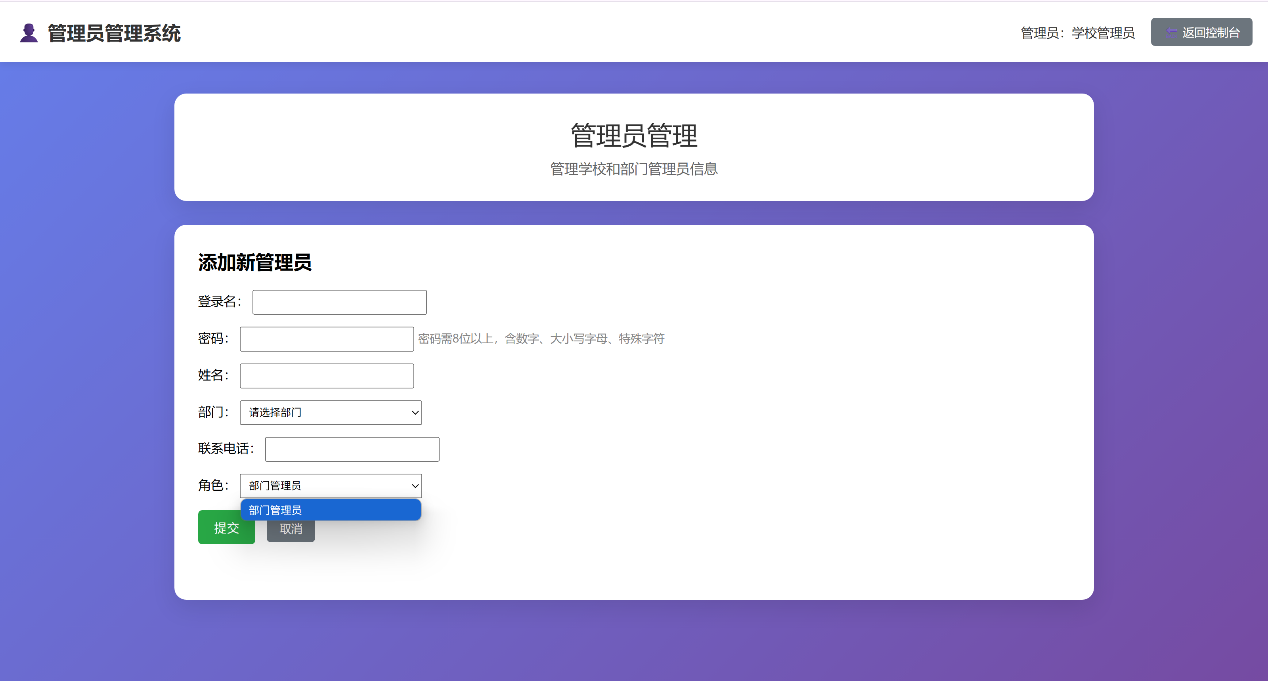 管理员管理系统
管理员：学校管理员
返回控制台
管理员管理
管理学校和部门管理员信息
添加新管理员
登录名：
密码：
密码需8位以上，含数字、大小写字母、特殊字符
姓名：
部门：
请选择部门
联系电话：
角色：
部门管理员
部门管理员
提交
取消